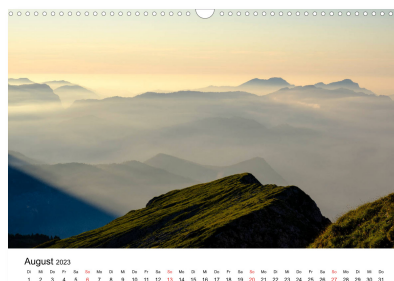 August 2023
Di Mi Do Fr Sa So Mo Di Mi Do Fr Sa So Mo Di Mi Do Fr Sa So Mo Di Mi Do Fr Sa So Mo Di Mi Do
1 2 3 4 5 6 7 8 9 10 11 12 13 14 15 16 17 18 19 20 21 22 23 24 25 26 27 28 29 30 31